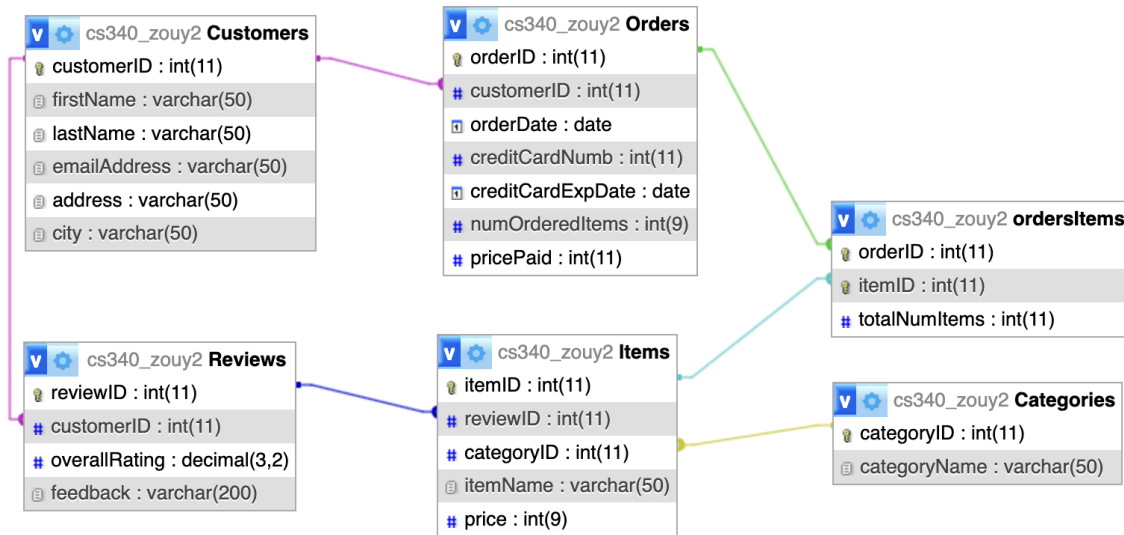 cs340_zouy2 Customers
customerID : int(11)
firstName : varchar(50)
lastName : varchar(50)
emailAddress : varchar(50)
address : varchar(50)
city : varchar(50)
cs340_zouy2 Orders
orderID : int(11)
customerID : int(11)
orderDate : date
creditCardNumb : int(11)
creditCardExpDate : date
numOrderedItems : int(9)
pricePaid : int(11)
cs340_zouy2 ordersItems
orderID : int(11)
itemID : int(11)
totalNumItems : int(11)
cs340_zouy2 Reviews
reviewID : int(11)
customerID : int(11)
overallRating : decimal(3,2)
feedback : varchar(200)
cs340_zouy2 Items
itemID : int(11)
reviewID : int(11)
categoryID : int(11)
itemName : varchar(50)
price : int(9)
cs340_zouy2 Categories
categoryID : int(11)
categoryName : varchar(50)